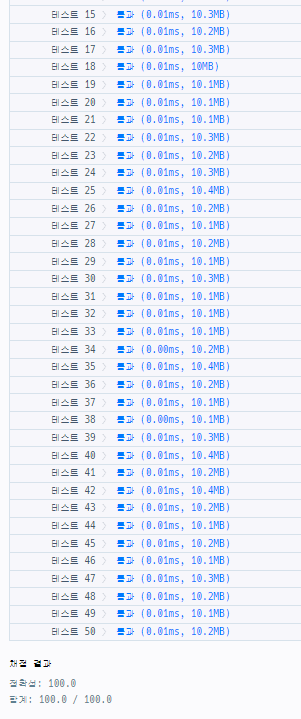 테스트 15 〉 통과 (0.01ms, 10.3MB)
테스트 16 〉 통과 (0.01ms, 10.2MB)
테스트 17 〉 통과 (0.01ms, 10.3MB)
테스트 18 〉 통과 (0.01ms, 10MB)
테스트 19 〉 통과 (0.01ms, 10.1MB)
테스트 20 〉 통과 (0.01ms, 10.1MB)
테스트 21 〉 통과 (0.01ms, 10.1MB)
테스트 22 〉 통과 (0.01ms, 10.3MB)
테스트 23 〉 통과 (0.01ms, 10.2MB)
테스트 24 〉 통과 (0.01ms, 10.3MB)
테스트 25 〉 통과 (0.01ms, 10.4MB)
테스트 26 〉 통과 (0.01ms, 10.2MB)
테스트 27 〉 통과 (0.01ms, 10.1MB)
테스트 28 〉 통과 (0.01ms, 10.2MB)
테스트 29 〉 통과 (0.01ms, 10.1MB)
테스트 30 〉 통과 (0.01ms, 10.3MB)
테스트 31 〉 통과 (0.01ms, 10.1MB)
테스트 32 〉 통과 (0.01ms, 10.1MB)
테스트 33 〉 통과 (0.01ms, 10.1MB)
테스트 34 〉 통과 (0.00ms, 10.2MB)
테스트 35 〉 통과 (0.01ms, 10.4MB)
테스트 36 〉 통과 (0.01ms, 10.2MB)
테스트 37 〉 통과 (0.01ms, 10.1MB)
테스트 38 〉 통과 (0.00ms, 10.1MB)
테스트 39 〉 통과 (0.01ms, 10.3MB)
테스트 40 〉 통과 (0.01ms, 10.4MB)
테스트 41 〉 통과 (0.01ms, 10.2MB)
테스트 42 〉 통과 (0.01ms, 10.4MB)
테스트 43 〉 통과 (0.01ms, 10.2MB)
테스트 44 〉 통과 (0.01ms, 10.1MB)
테스트 45 〉 통과 (0.01ms, 10.2MB)
테스트 46 〉 통과 (0.01ms, 10.1MB)
테스트 47 〉 통과 (0.01ms, 10.3MB)
테스트 48 〉 통과 (0.01ms, 10.2MB)
테스트 49 〉 통과 (0.01ms, 10.1MB)
테스트 50 〉 통과 (0.01ms, 10.2MB)
채점 결과
정확성: 100.0
합계: 100.0 / 100.0